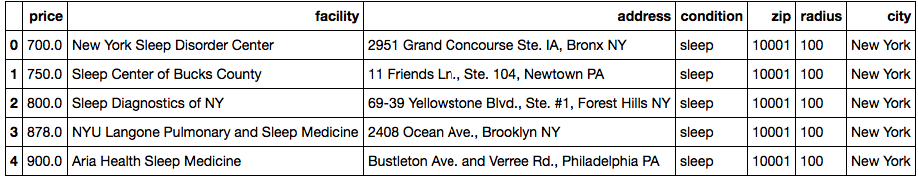 price facility address condition zip radius city
0 700.0 New York Sleep Disorder Center 2951 Grand Concourse Ste. IA, Bronx NY sleep 10001 100 New York
1 750.0 Sleep Center of Bucks County 11 Friends Ln., Ste. 104, Newtown PA sleep 10001 100 New York
2 800.0 Sleep Diagnostics of NY 69-39 Yellowstone Blvd., Ste. #1, Forest Hills NY sleep 10001 100 New York
3 878.0 NYU Langone Pulmonary and Sleep Medicine 2408 Ocean Ave., Brooklyn NY sleep 10001 100 New York
4 900.0 Aria Health Sleep Medicine Bustleton Ave. and Verree Rd., Philadelphia PA sleep 10001 100 New York